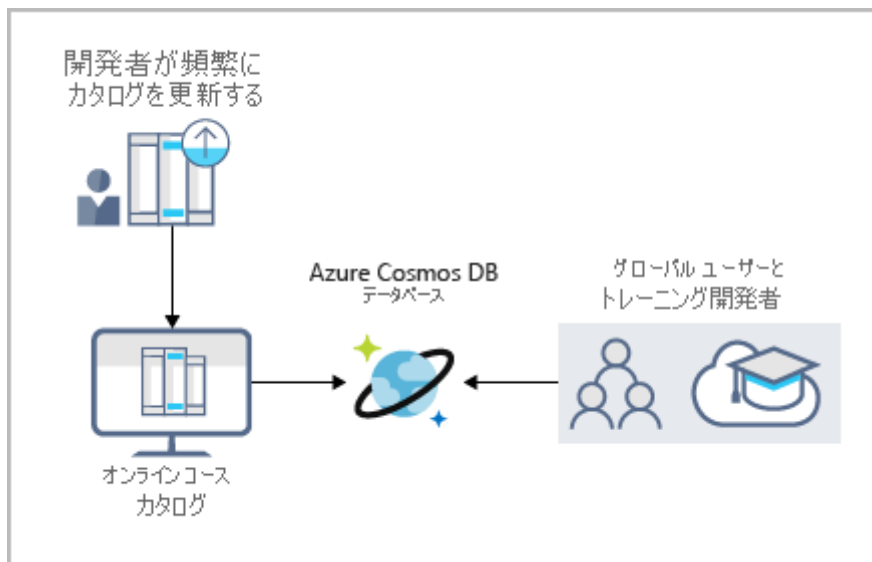 開発者が頻繁に
カタログを更新する
Azure Cosmos DB
データベース
グローバル ユーザーと
トレーニング開発者
オンライン コース
カタログ